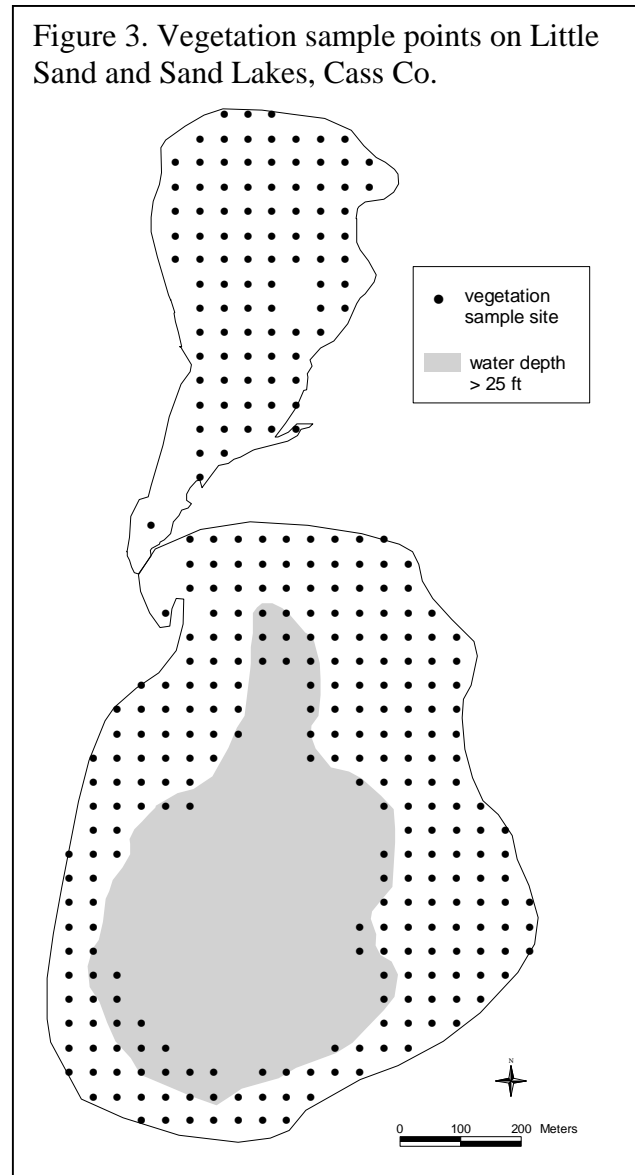 Figure 3. Vegetation sample points on Little
Sand and Sand Lakes, Cass Co.
vegetation
sample site
water depth
> 25 ft
N
0 100 200 Meters